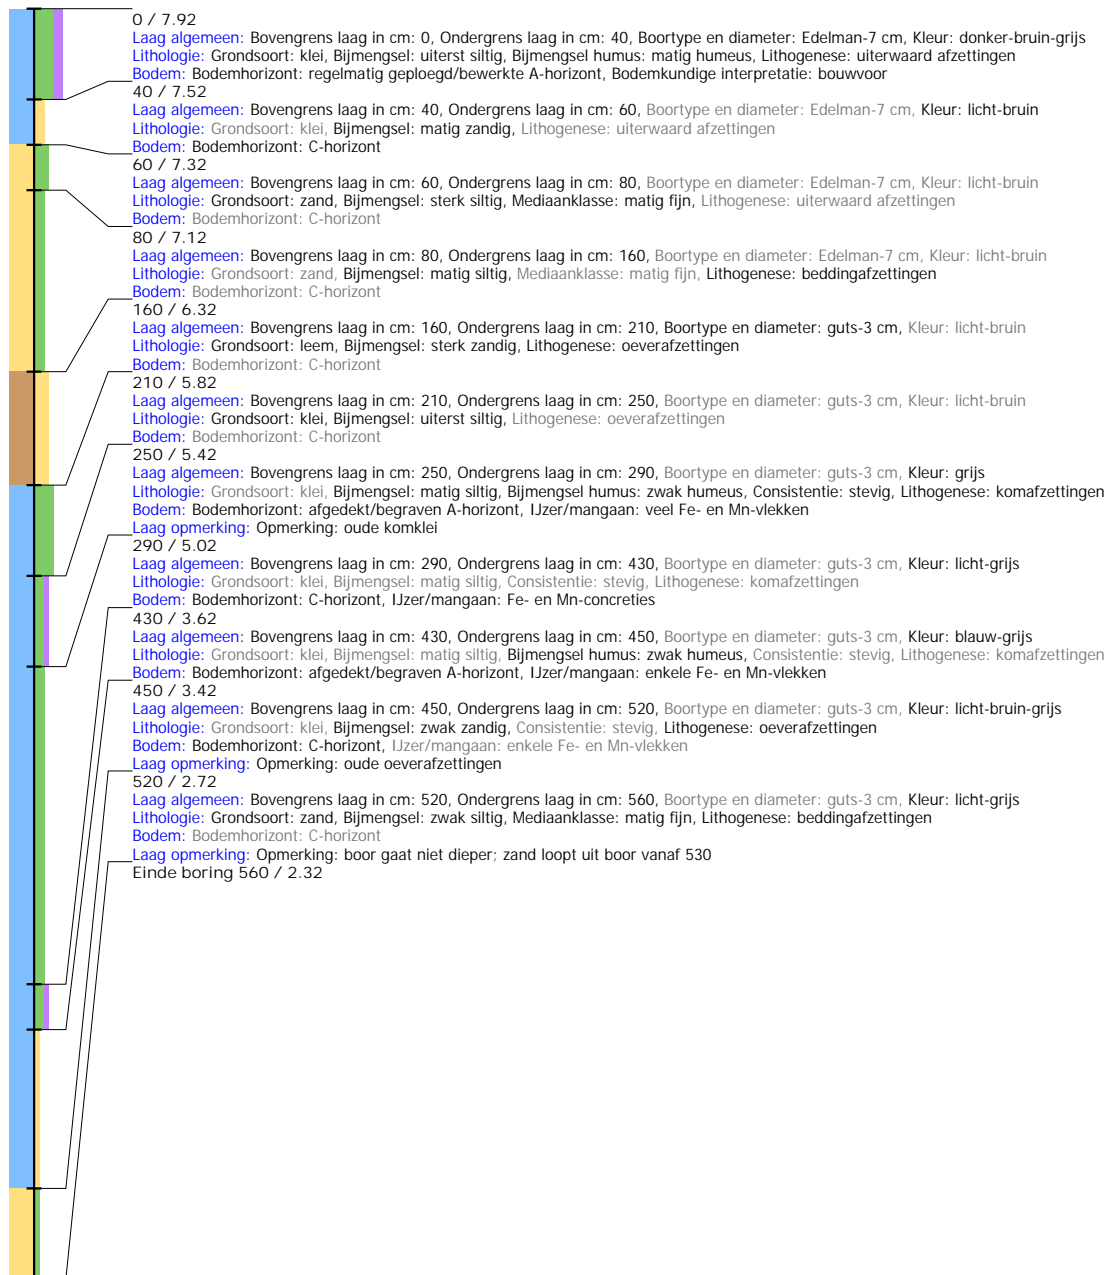 0 / 7.92
Laag algemeen: Bovengrens laag in cm: 0, Ondergrens laag in cm: 40, Boortype en diameter: Edelman-7 cm, Kleur: donker-bruin-grijs
Lithologie: Grondsoort: klei, Bijmengsel: uiterst siltig, Bijmengsel humus: matig humeus, Lithogenese: uiterwaard afzettingen
Bodem: Bodemhorizont: regelmatig geploegd/bewerkte A-horizont, Bodemkundige interpretatie: bouwvoor
40 / 7.52
Laag algemeen: Bovengrens laag in cm: 40, Ondergrens laag in cm: 60, Boortype en diameter: Edelman-7 cm, Kleur: licht-bruin
Lithologie: Grondsoort: klei, Bijmengsel: matig zandig, Lithogenese: uiterwaard afzettingen
Bodem: Bodemhorizont: C-horizont
60 / 7.32
Laag algemeen: Bovengrens laag in cm: 60, Ondergrens laag in cm: 80, Boortype en diameter: Edelman-7 cm, Kleur: licht-bruin
Lithologie: Grondsoort: zand, Bijmengsel: sterk siltig, Mediaanklasse: matig fijn, Lithogenese: uiterwaard afzettingen
Bodem: Bodemhorizont: C-horizont
80 / 7.12
Laag algemeen: Bovengrens laag in cm: 80, Ondergrens laag in cm: 160, Boortype en diameter: Edelman-7 cm, Kleur: licht-bruin
Lithologie: Grondsoort: zand, Bijmengsel: matig siltig, Mediaanklasse: matig fijn, Lithogenese: beddingafzettingen
Bodem: Bodemhorizont: C-horizont
160 / 6.32
Laag algemeen: Bovengrens laag in cm: 160, Ondergrens laag in cm: 210, Boortype en diameter: guts-3 cm, Kleur: licht-bruin
Lithologie: Grondsoort: leem, Bijmengsel: sterk zandig, Lithogenese: oeverafzettingen
Bodem: Bodemhorizont: C-horizont
210 / 5.82
Laag algemeen: Bovengrens laag in cm: 210, Ondergrens laag in cm: 250, Boortype en diameter: guts-3 cm, Kleur: licht-bruin
Lithologie: Grondsoort: klei, Bijmengsel: uiterst siltig, Lithogenese: oeverafzettingen
Bodem: Bodemhorizont: C-horizont
250 / 5.42
Laag algemeen: Bovengrens laag in cm: 250, Ondergrens laag in cm: 290, Boortype en diameter: guts-3 cm, Kleur: grijs
Lithologie: Grondsoort: klei, Bijmengsel: matig siltig, Bijmengsel humus: zwak humeus, Consistentie: stevig, Lithogenese: komafzettingen
Bodem: Bodemhorizont: afgedekt/begraven A-horizont, IJzer/mangaan: veel Fe- en Mn-vlekken
Laag opmerking: Opmerking: oude komklei
290 / 5.02
Laag algemeen: Bovengrens laag in cm: 290, Ondergrens laag in cm: 430, Boortype en diameter: guts-3 cm, Kleur: licht-grijs
Lithologie: Grondsoort: klei, Bijmengsel: matig siltig, Consistentie: stevig, Lithogenese: komafzettingen
Bodem: Bodemhorizont: C-horizont, IJzer/mangaan: Fe- en Mn-concreties
430 / 3.62
Laag algemeen: Bovengrens laag in cm: 430, Ondergrens laag in cm: 450, Boortype en diameter: guts-3 cm, Kleur: blauw-grijs
Lithologie: Grondsoort: klei, Bijmengsel: matig siltig, Bijmengsel humus: zwak humeus, Consistentie: stevig, Lithogenese: komafzettingen
Bodem: Bodemhorizont: afgedekt/begraven A-horizont, IJzer/mangaan: enkele Fe- en Mn-vlekken
450 / 3.42
Laag algemeen: Bovengrens laag in cm: 450, Ondergrens laag in cm: 520, Boortype en diameter: guts-3 cm, Kleur: licht-bruin-grijs
Lithologie: Grondsoort: klei, Bijmengsel: zwak zandig, Consistentie: stevig, Lithogenese: oeverafzettingen
Bodem: Bodemhorizont: C-horizont, IJzer/mangaan: enkele Fe- en Mn-vlekken
Laag opmerking: Opmerking: oude oeverafzettingen
520 / 2.72
Laag algemeen: Bovengrens laag in cm: 520, Ondergrens laag in cm: 560, Boortype en diameter: guts-3 cm, Kleur: licht-grijs
Lithologie: Grondsoort: zand, Bijmengsel: zwak siltig, Mediaanklasse: matig fijn, Lithogenese: beddingafzettingen
Bodem: Bodemhorizont: C-horizont
Laag opmerking: Opmerking: boor gaat niet dieper; zand loopt uit boor vanaf 530
Einde boring 560 / 2.32